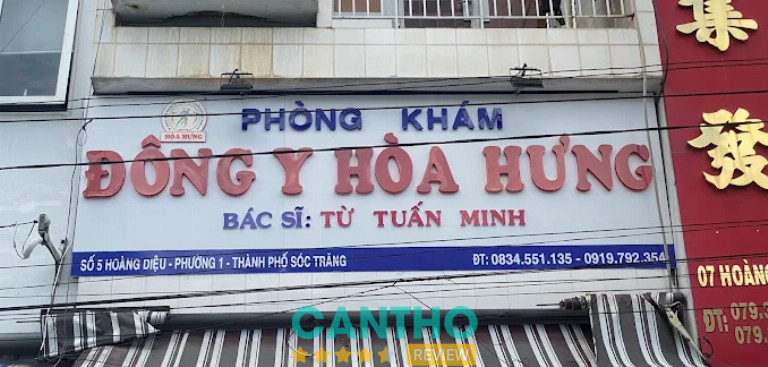 HÒA HƯNG
PHÒNG KHÁM
ĐÔNG Y HÒA HƯNG
BÁC SĨ: TỪ TUẤN MINH
SỐ 5 HOÀNG DIỆU - PHƯỜNG 1 - THÀNH PHỐ SÓC TRĂNG
ĐT: 0834.551.135 - 0919.792.354
集
發
07 HOÀNG
ĐT: 079.
079.
CANTHO
REVIEW